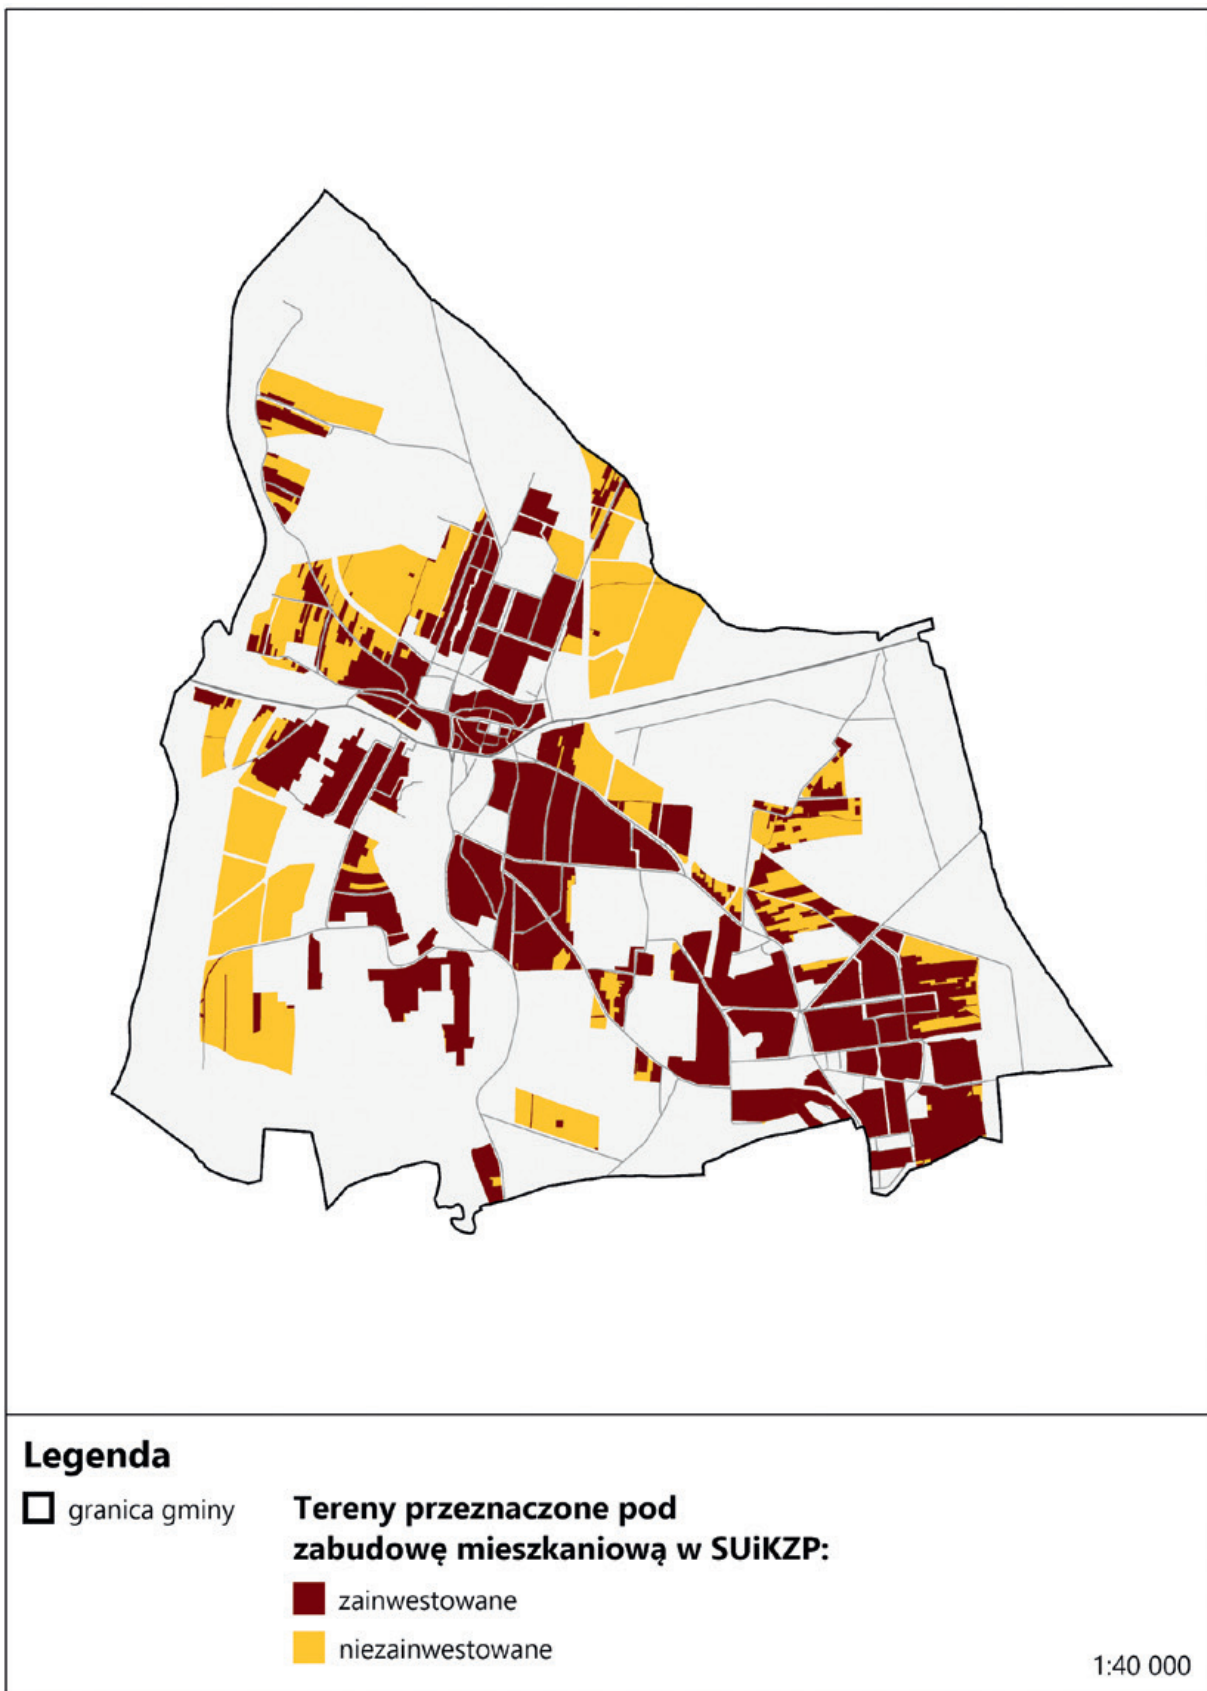 Legenda
granica gminy
Tereny przeznaczone pod
zabudowę mieszkaniową w SUiKZP:
zainwestowane
niezainwestowane
1:40 000